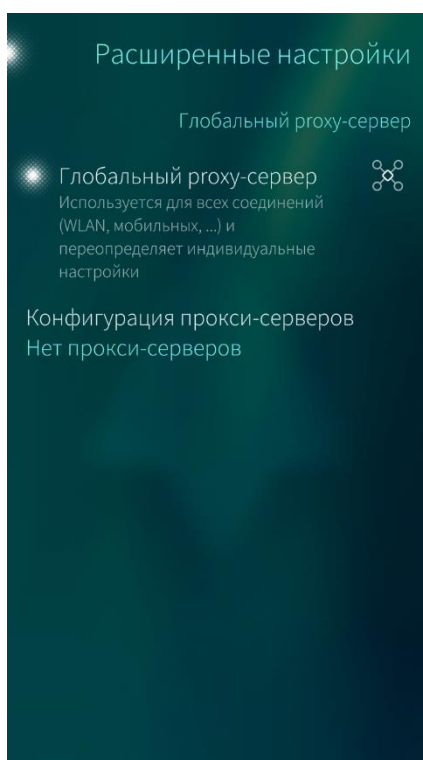 Расширенные настройки
Глобальный proxy-сервер
Глобальный proxy-сервер
Используется для всех соединений
(WLAN, мобильных, ...) и
переопределяет индивидуальные
настройки
Конфигурация прокси-серверов
Нет прокси-серверов